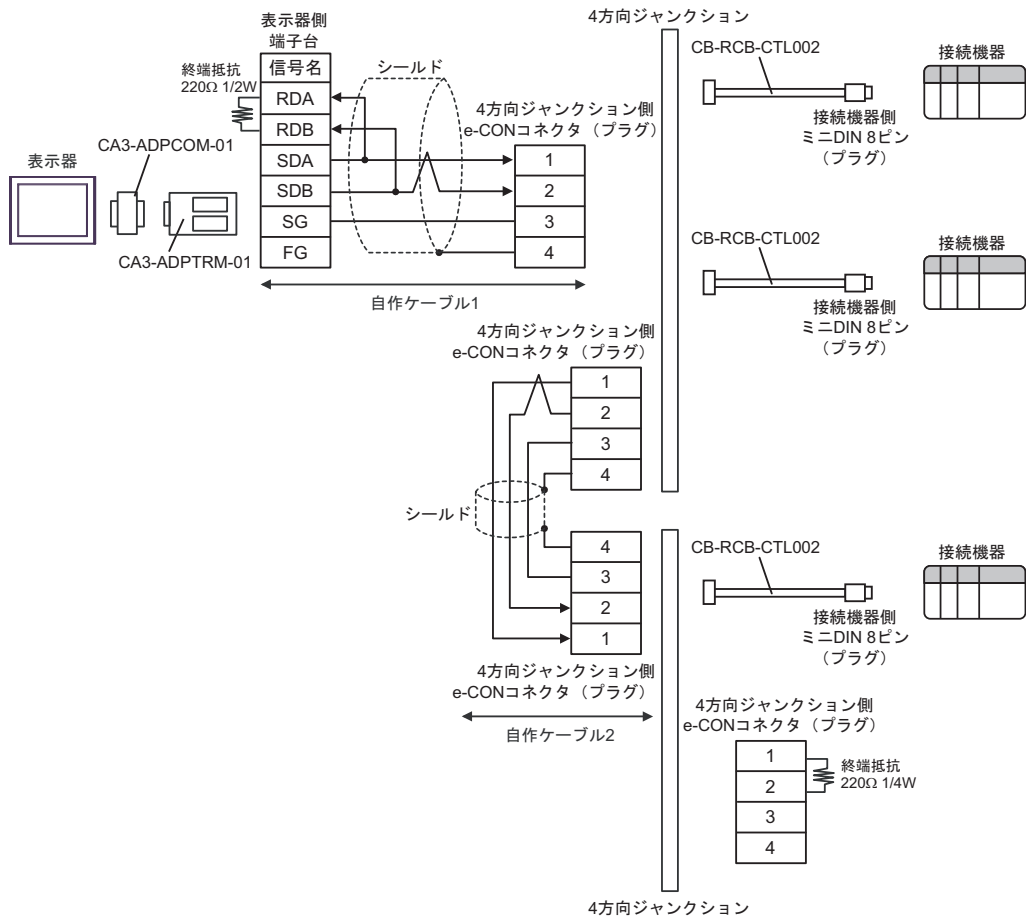 4方向ジャンクション
表示器側
端子台
信号名
RDA
RDB
SDA
SDB
SG
FG
終端抵抗
220Ω 1/2W
シールド
4方向ジャンクション側
e-CONコネクタ（プラグ）
1
2
3
4
表示器
CA3-ADPCOM-01
CA3-ADPTRM-01
自作ケーブル1
CB-RCB-CTL002
接続機器
接続機器側
ミニDIN 8ピン
（プラグ）
CB-RCB-CTL002
接続機器
接続機器側
ミニDIN 8ピン
（プラグ）
4方向ジャンクション側
e-CONコネクタ（プラグ）
1
2
3
4
シールド
4
3
2
1
4方向ジャンクション側
e-CONコネクタ（プラグ）
自作ケーブル2
CB-RCB-CTL002
接続機器
接続機器側
ミニDIN 8ピン
（プラグ）
4方向ジャンクション側
e-CONコネクタ（プラグ）
1
2
3
4
終端抵抗
220Ω 1/4W
4方向ジャンクション